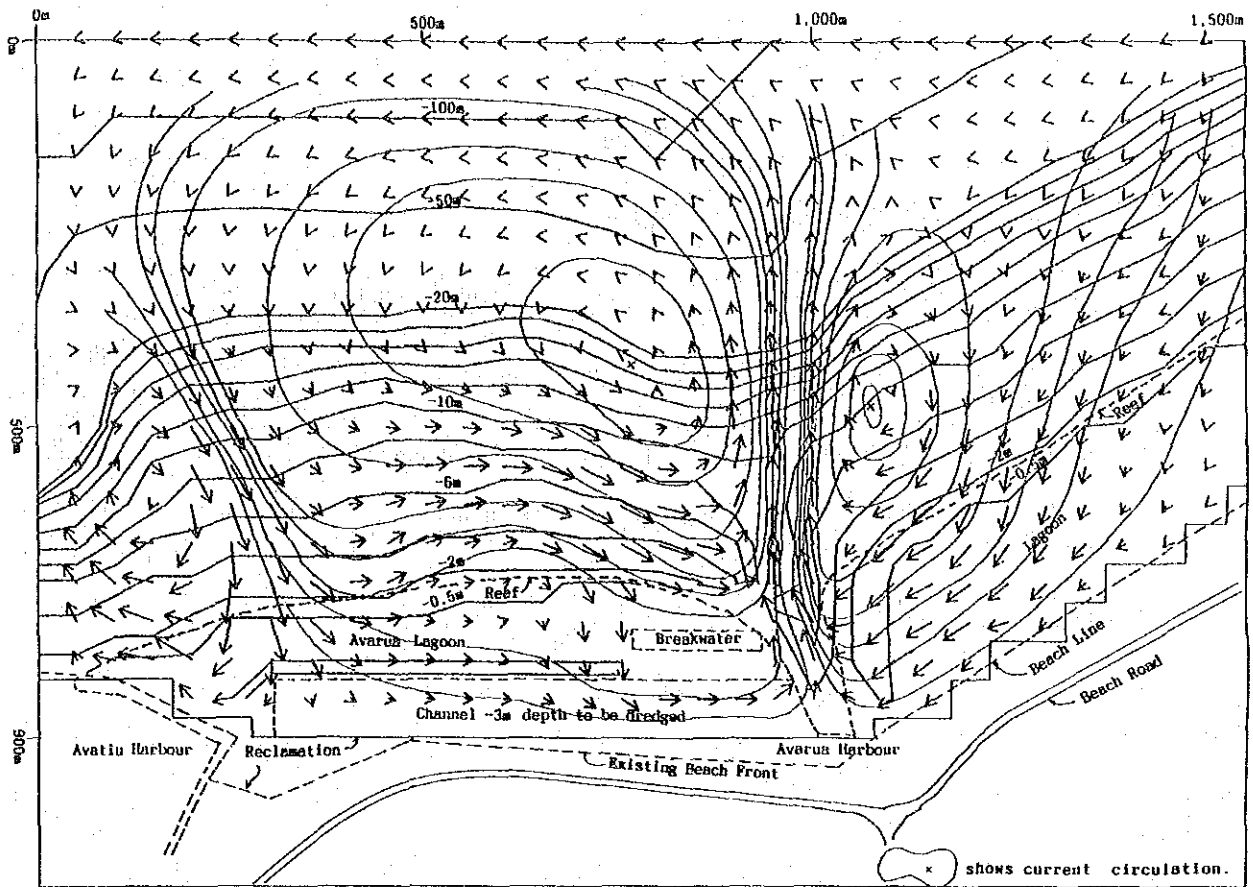 0m
500m
1,000m
1,500m
0m
-100m
-50m
-20m
-10m
500m
Reef
-2m
-0.5m
-6m
Lagoon
-2m
-0.5m
Reef
Avarua Lagoon
Breakwater
Beach Line
Beach Road
Channel -3m depth to be dredged
900m
Avatiu Harbour
Reclamation
Avarua Harbour
Existing Beach Front
× shows current circulation.